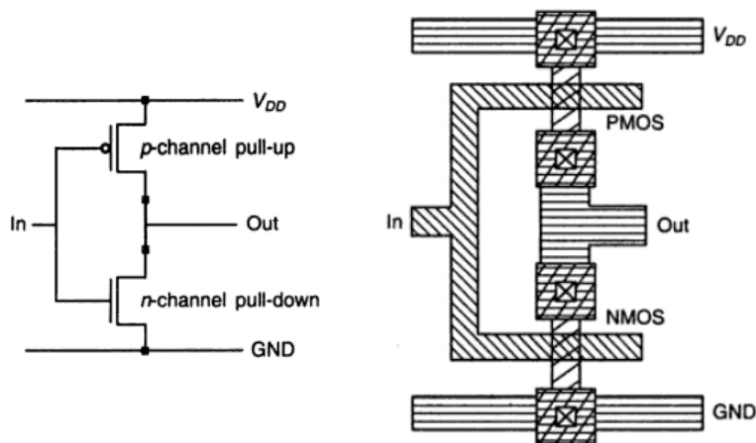 V_DD
p-channel pull-up
In
Out
n-channel pull-down
GND
V_DD
PMOS
In
Out
NMOS
GND